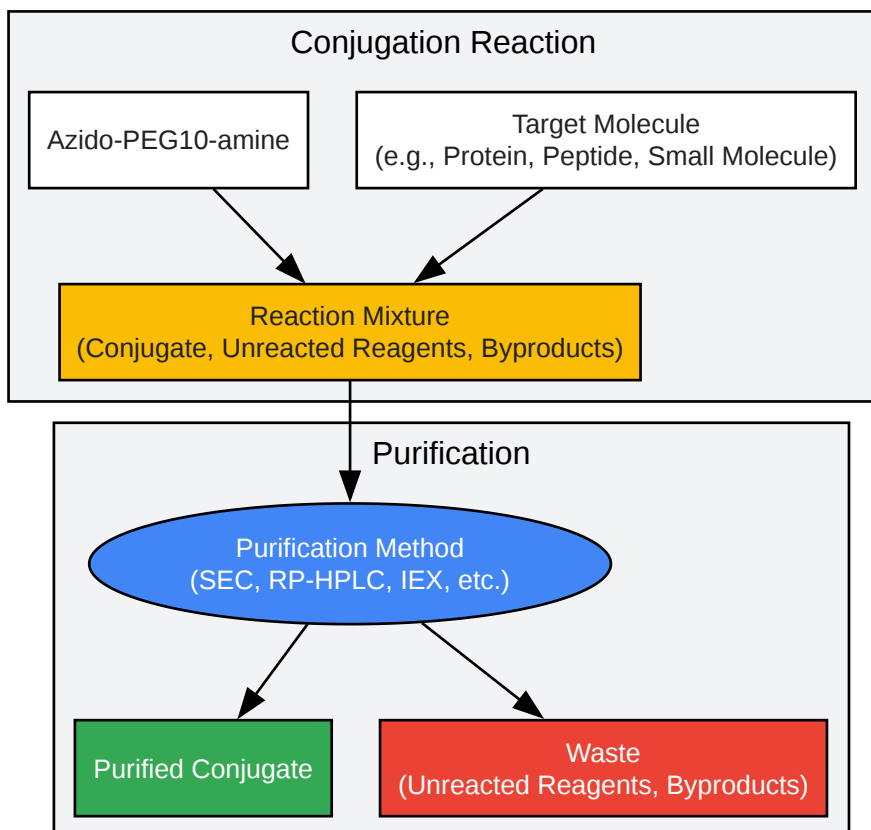 Conjugation Reaction
Azido-PEG10-amine
Target Molecule
(e.g., Protein, Peptide, Small Molecule)
Reaction Mixture
(Conjugate, Unreacted Reagents, Byproducts)
Purification
Purification Method
(SEC, RP-HPLC, IEX, etc.)
Purified Conjugate
Waste
(Unreacted Reagents, Byproducts)